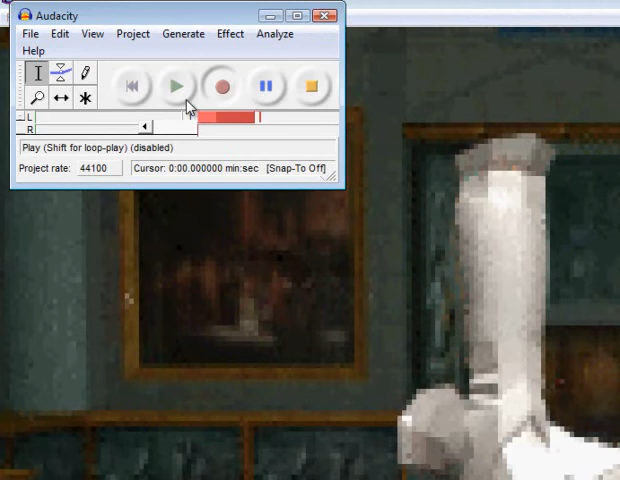 Audacity
File Edit View Project Generate Effect Analyze
Help
L
R
Play (Shift for loop-play) (disabled)
Project rate: 44100 Cursor: 0:00.000000 min:sec [Snap-To Off]